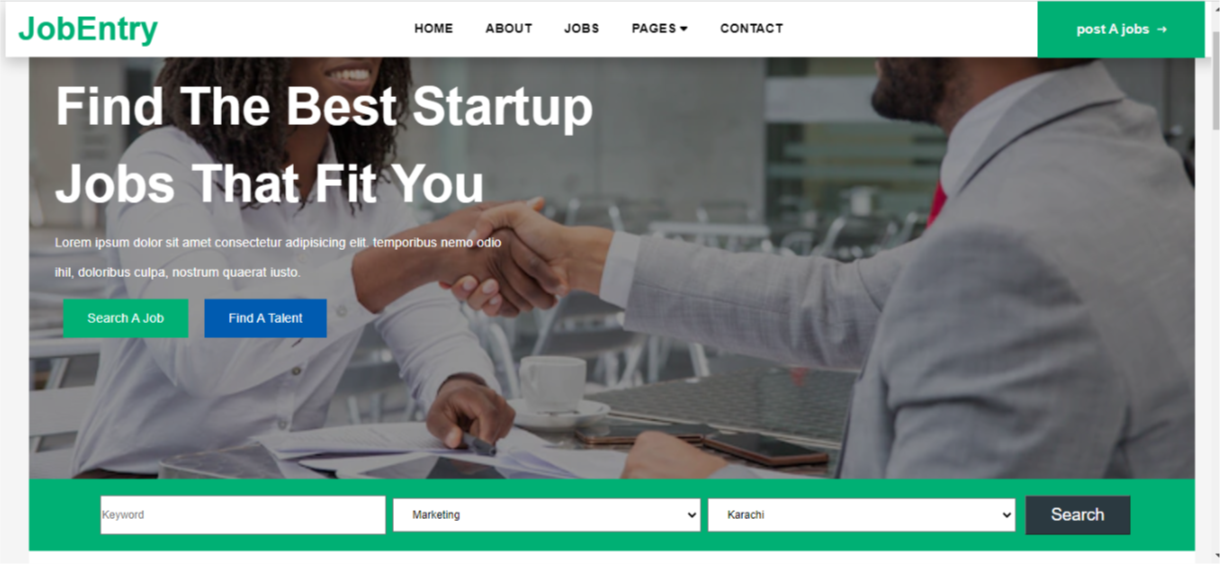 JobEntry
HOME ABOUT JOBS PAGES CONTACT
post A jobs →
Find The Best Startup
Jobs That Fit You
Lorem ipsum dolor sit amet consectetur adipisicing elit. temporibus nemo odio
ihil, doloribus culpa, nostrum quaerat iusto.
Search A Job Find A Talent
Keyword Marketing Karachi Search